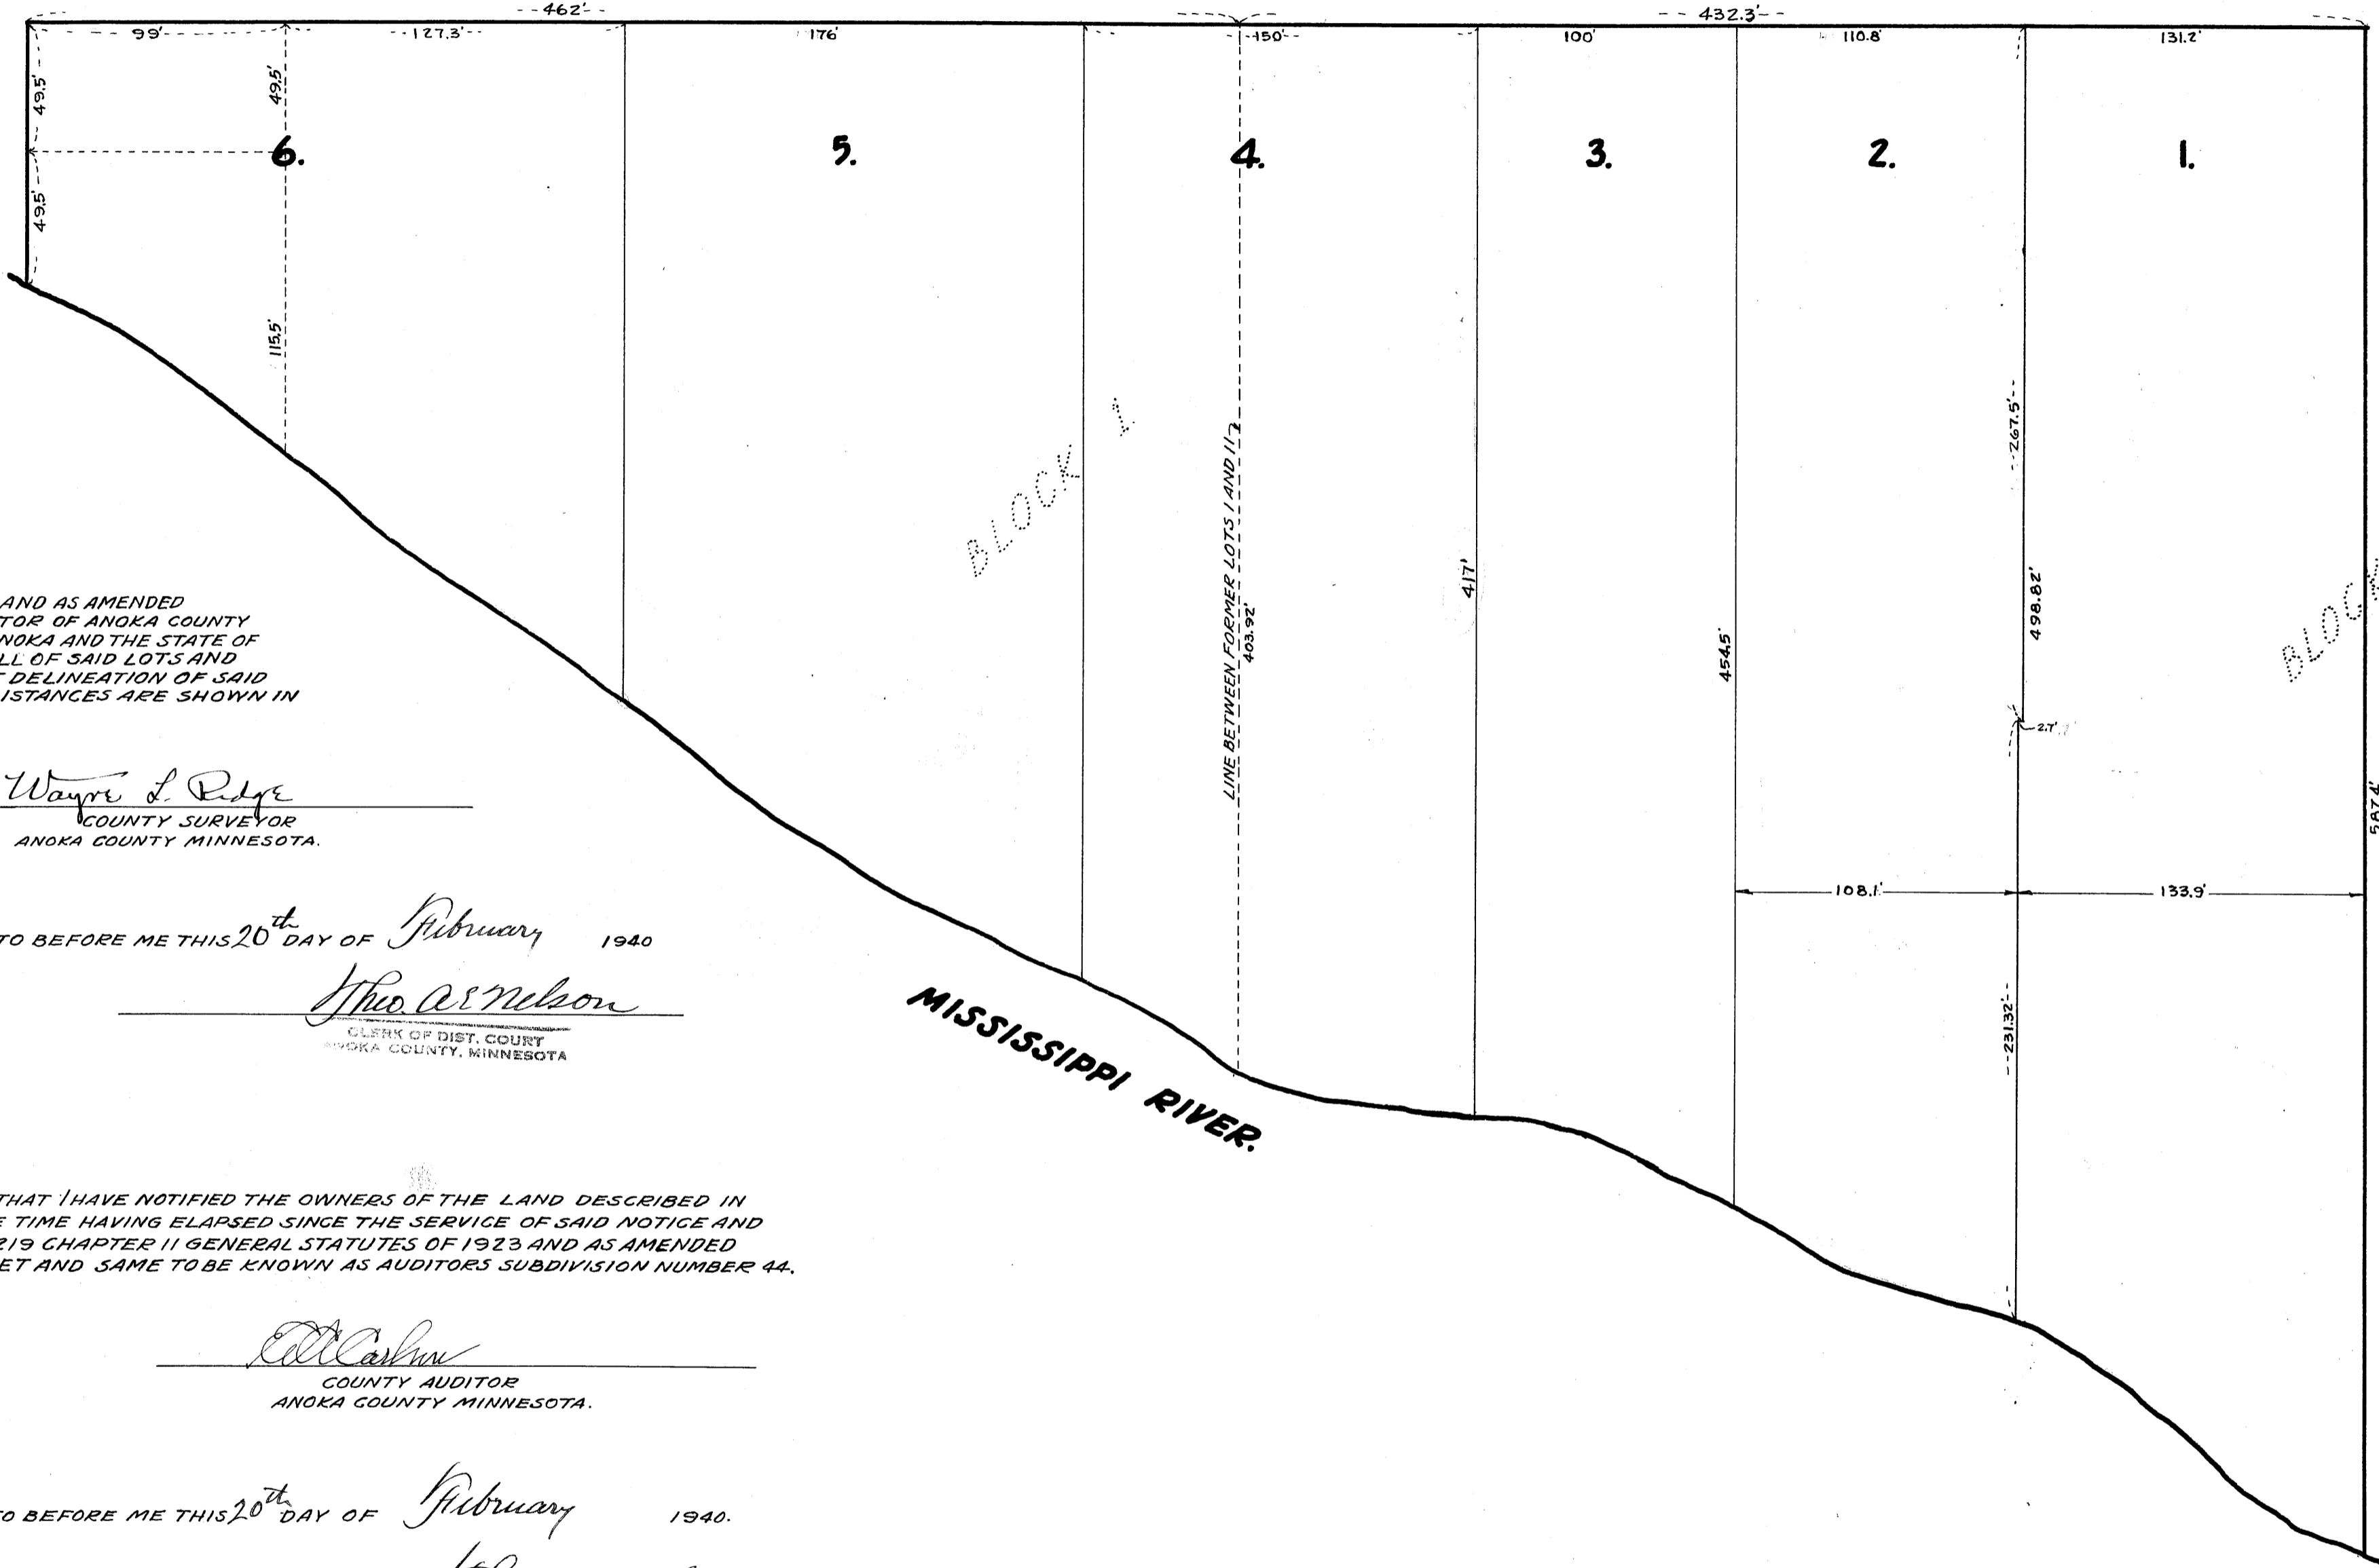 462'
432.3'
99'
127.3'
176'
150'
100'
110.8'
131.2'
49.5'
49.5'
49.5'
115.5'
6.
5.
4.
3.
2.
1.
BLOCK 1
LINE BETWEEN FORMER LOTS 1 AND 11
403.92'
417'
454.5'
267.5'
498.82'
2.7'
587.4'
108.1'
133.9'
231.32'
MISSISSIPPI RIVER.
AND AS AMENDED
TOR OF ANOKA COUNTY
NOKA AND THE STATE OF
LL OF SAID LOTS AND
T DELINEATION OF SAID
ISTANCES ARE SHOWN IN
Wayne L. Ridge
COUNTY SURVEYOR
ANOKA COUNTY MINNESOTA.
TO BEFORE ME THIS 20th DAY OF February 1940
Theo. A E Nelson
CLERK OF DIST. COURT
ANOKA COUNTY, MINNESOTA
THAT I HAVE NOTIFIED THE OWNERS OF THE LAND DESCRIBED IN
E TIME HAVING ELAPSED SINCE THE SERVICE OF SAID NOTICE AND
219 CHAPTER 11 GENERAL STATUTES OF 1923 AND AS AMENDED
ET AND SAME TO BE KNOWN AS AUDITORS SUBDIVISION NUMBER 44.
COUNTY AUDITOR
ANOKA COUNTY MINNESOTA.
O BEFORE ME THIS 20th DAY OF February 1940.